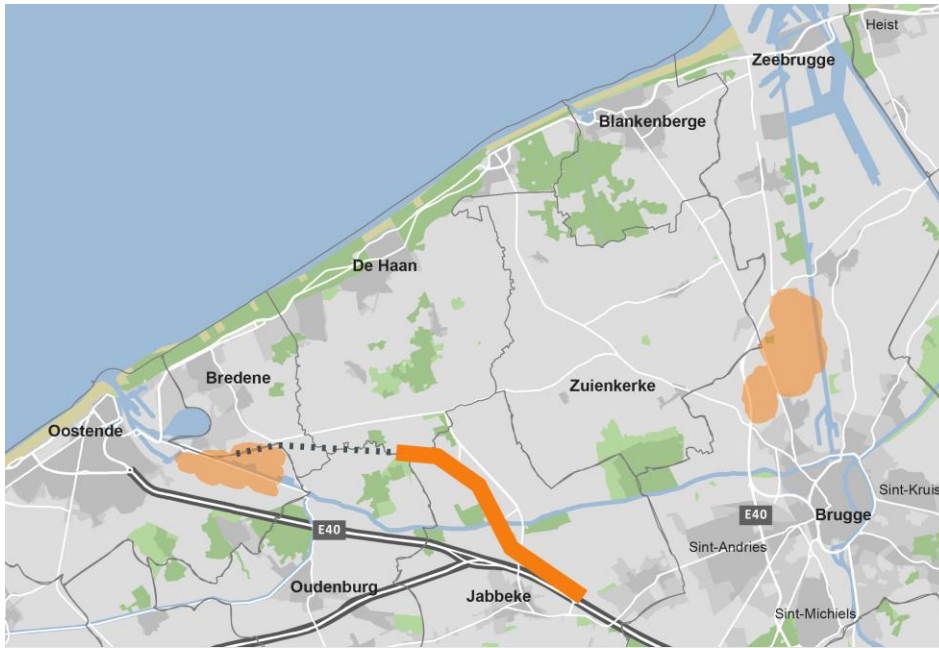 Heist
Zeebrugge
Blankenberge
De Haan
Bredene
Zuienkerke
Oostende
Sint-Kruis
E40
Brugge
E40
Sint-Andries
Oudenburg
Jabbeke
Sint-Michiels